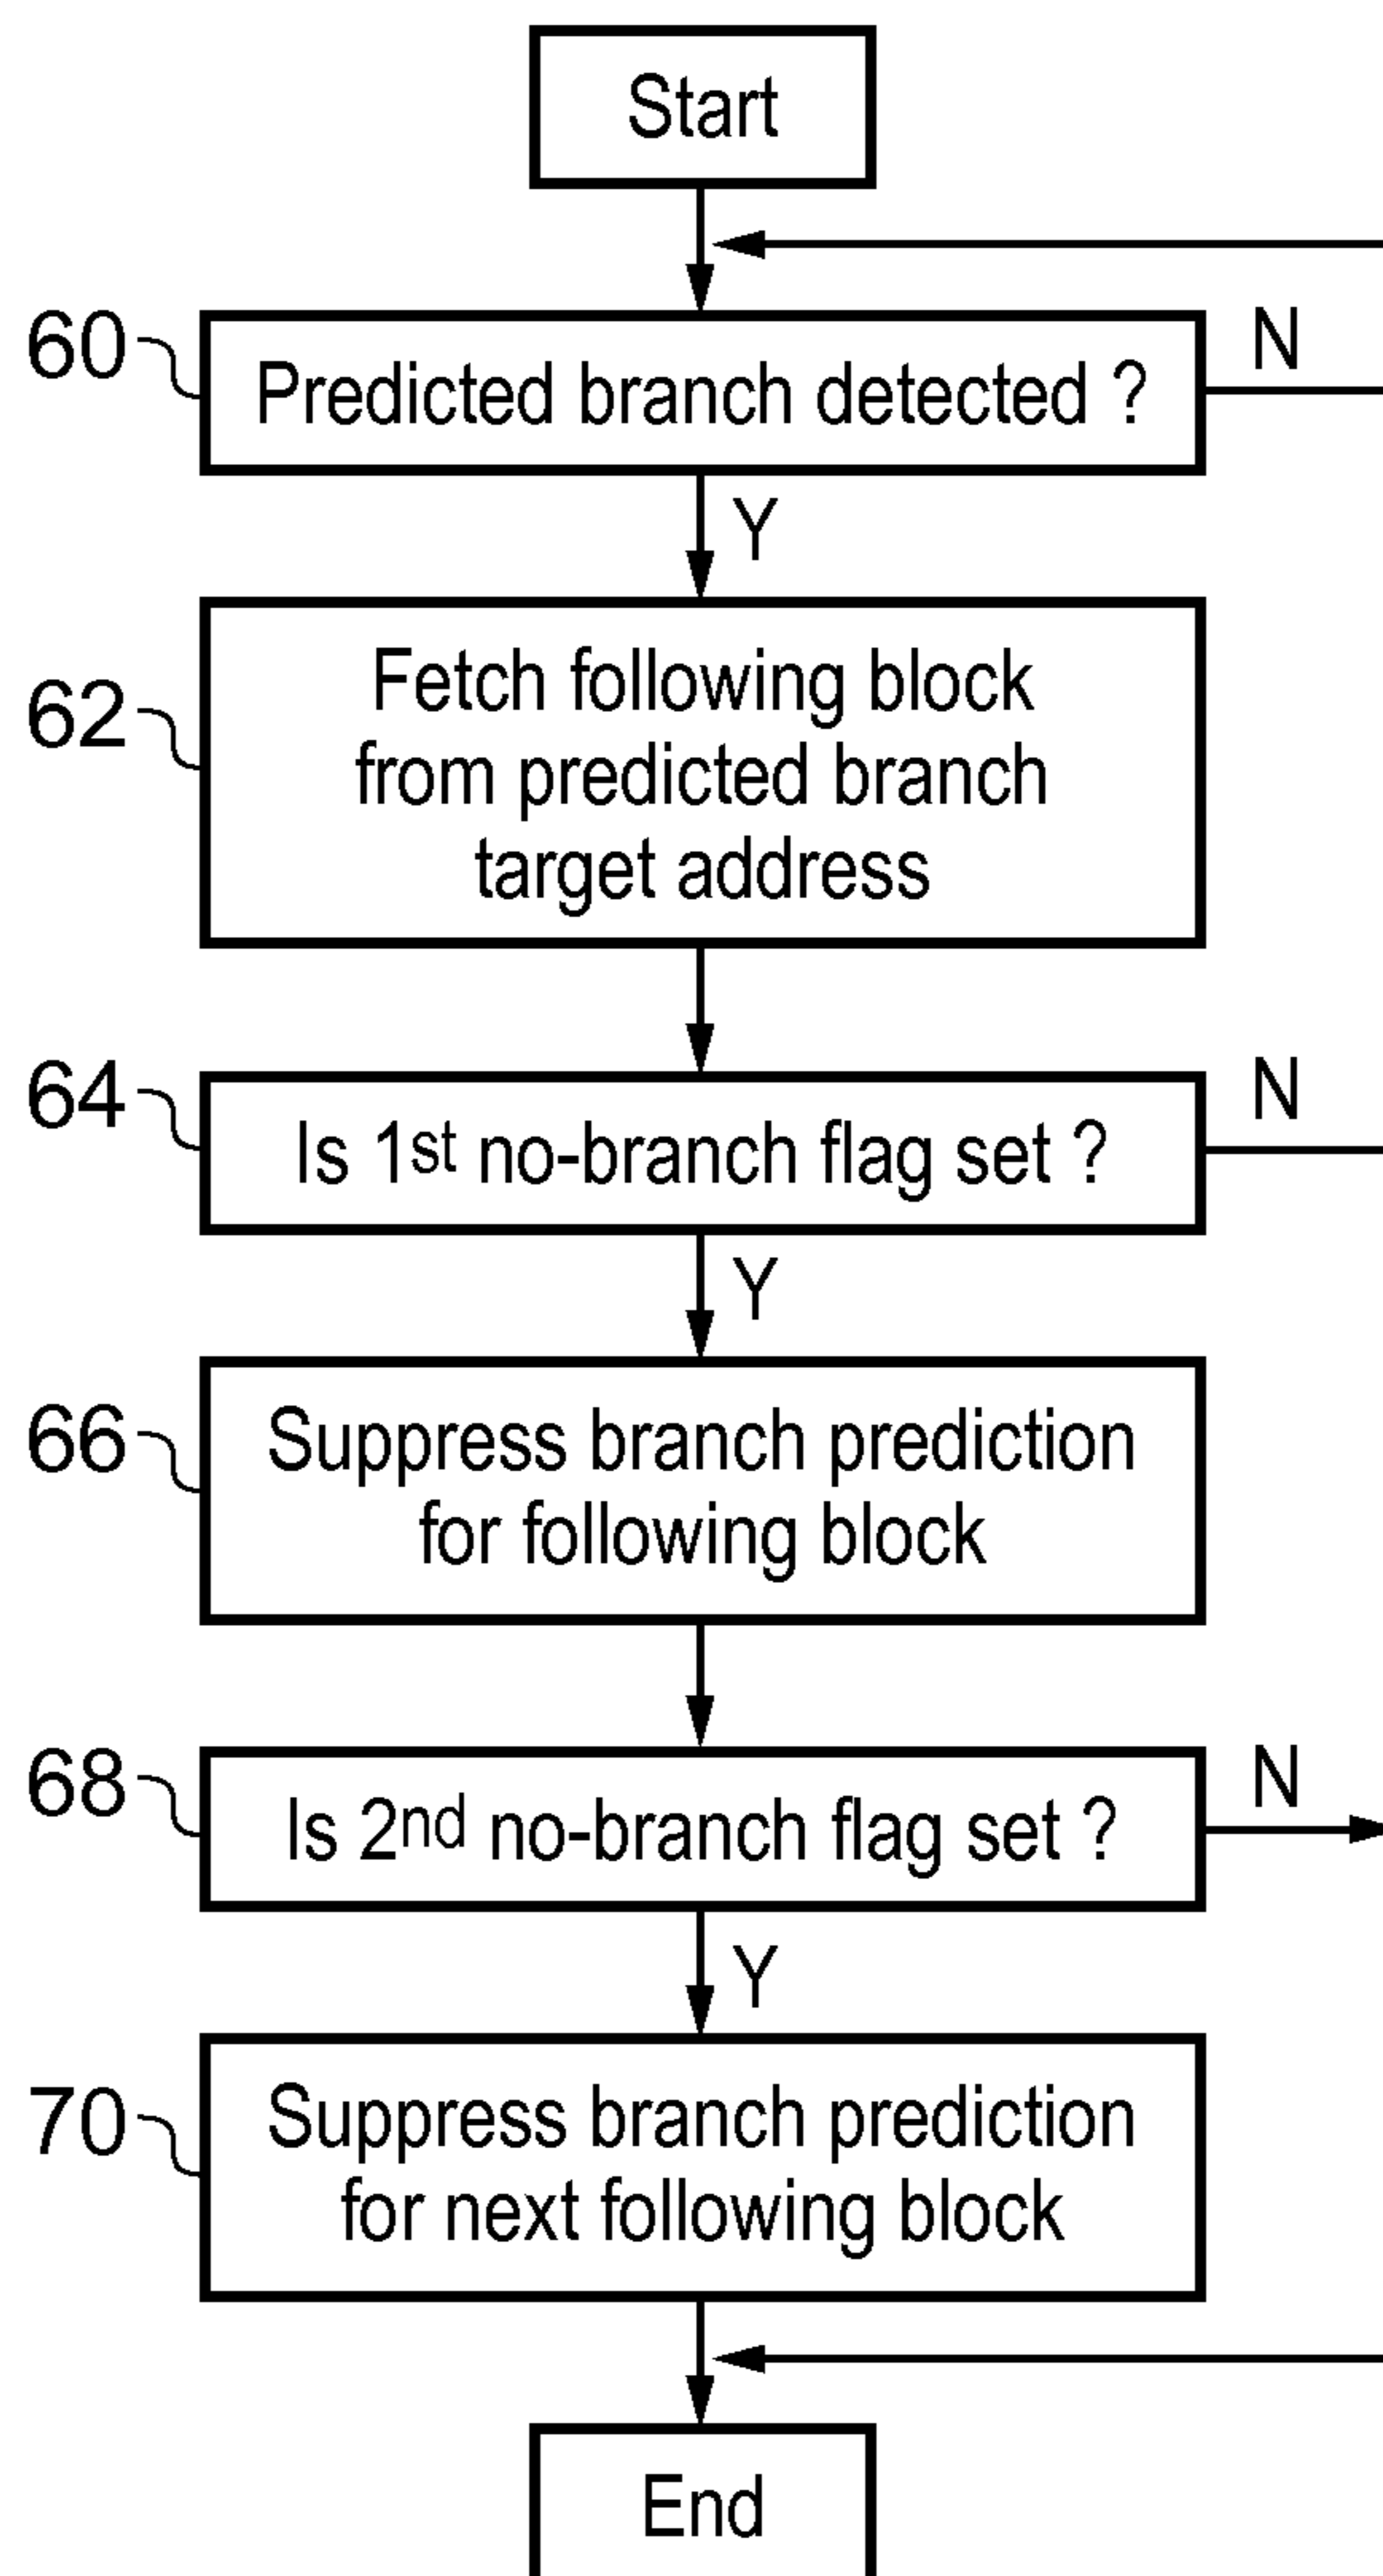 Start
60
Predicted branch detected ?
N
Y
62
Fetch following block
from predicted branch
target address
64
Is 1st no-branch flag set ?
N
Y
66
Suppress branch prediction
for following block
68
Is 2nd no-branch flag set ?
N
Y
70
Suppress branch prediction
for next following block
End